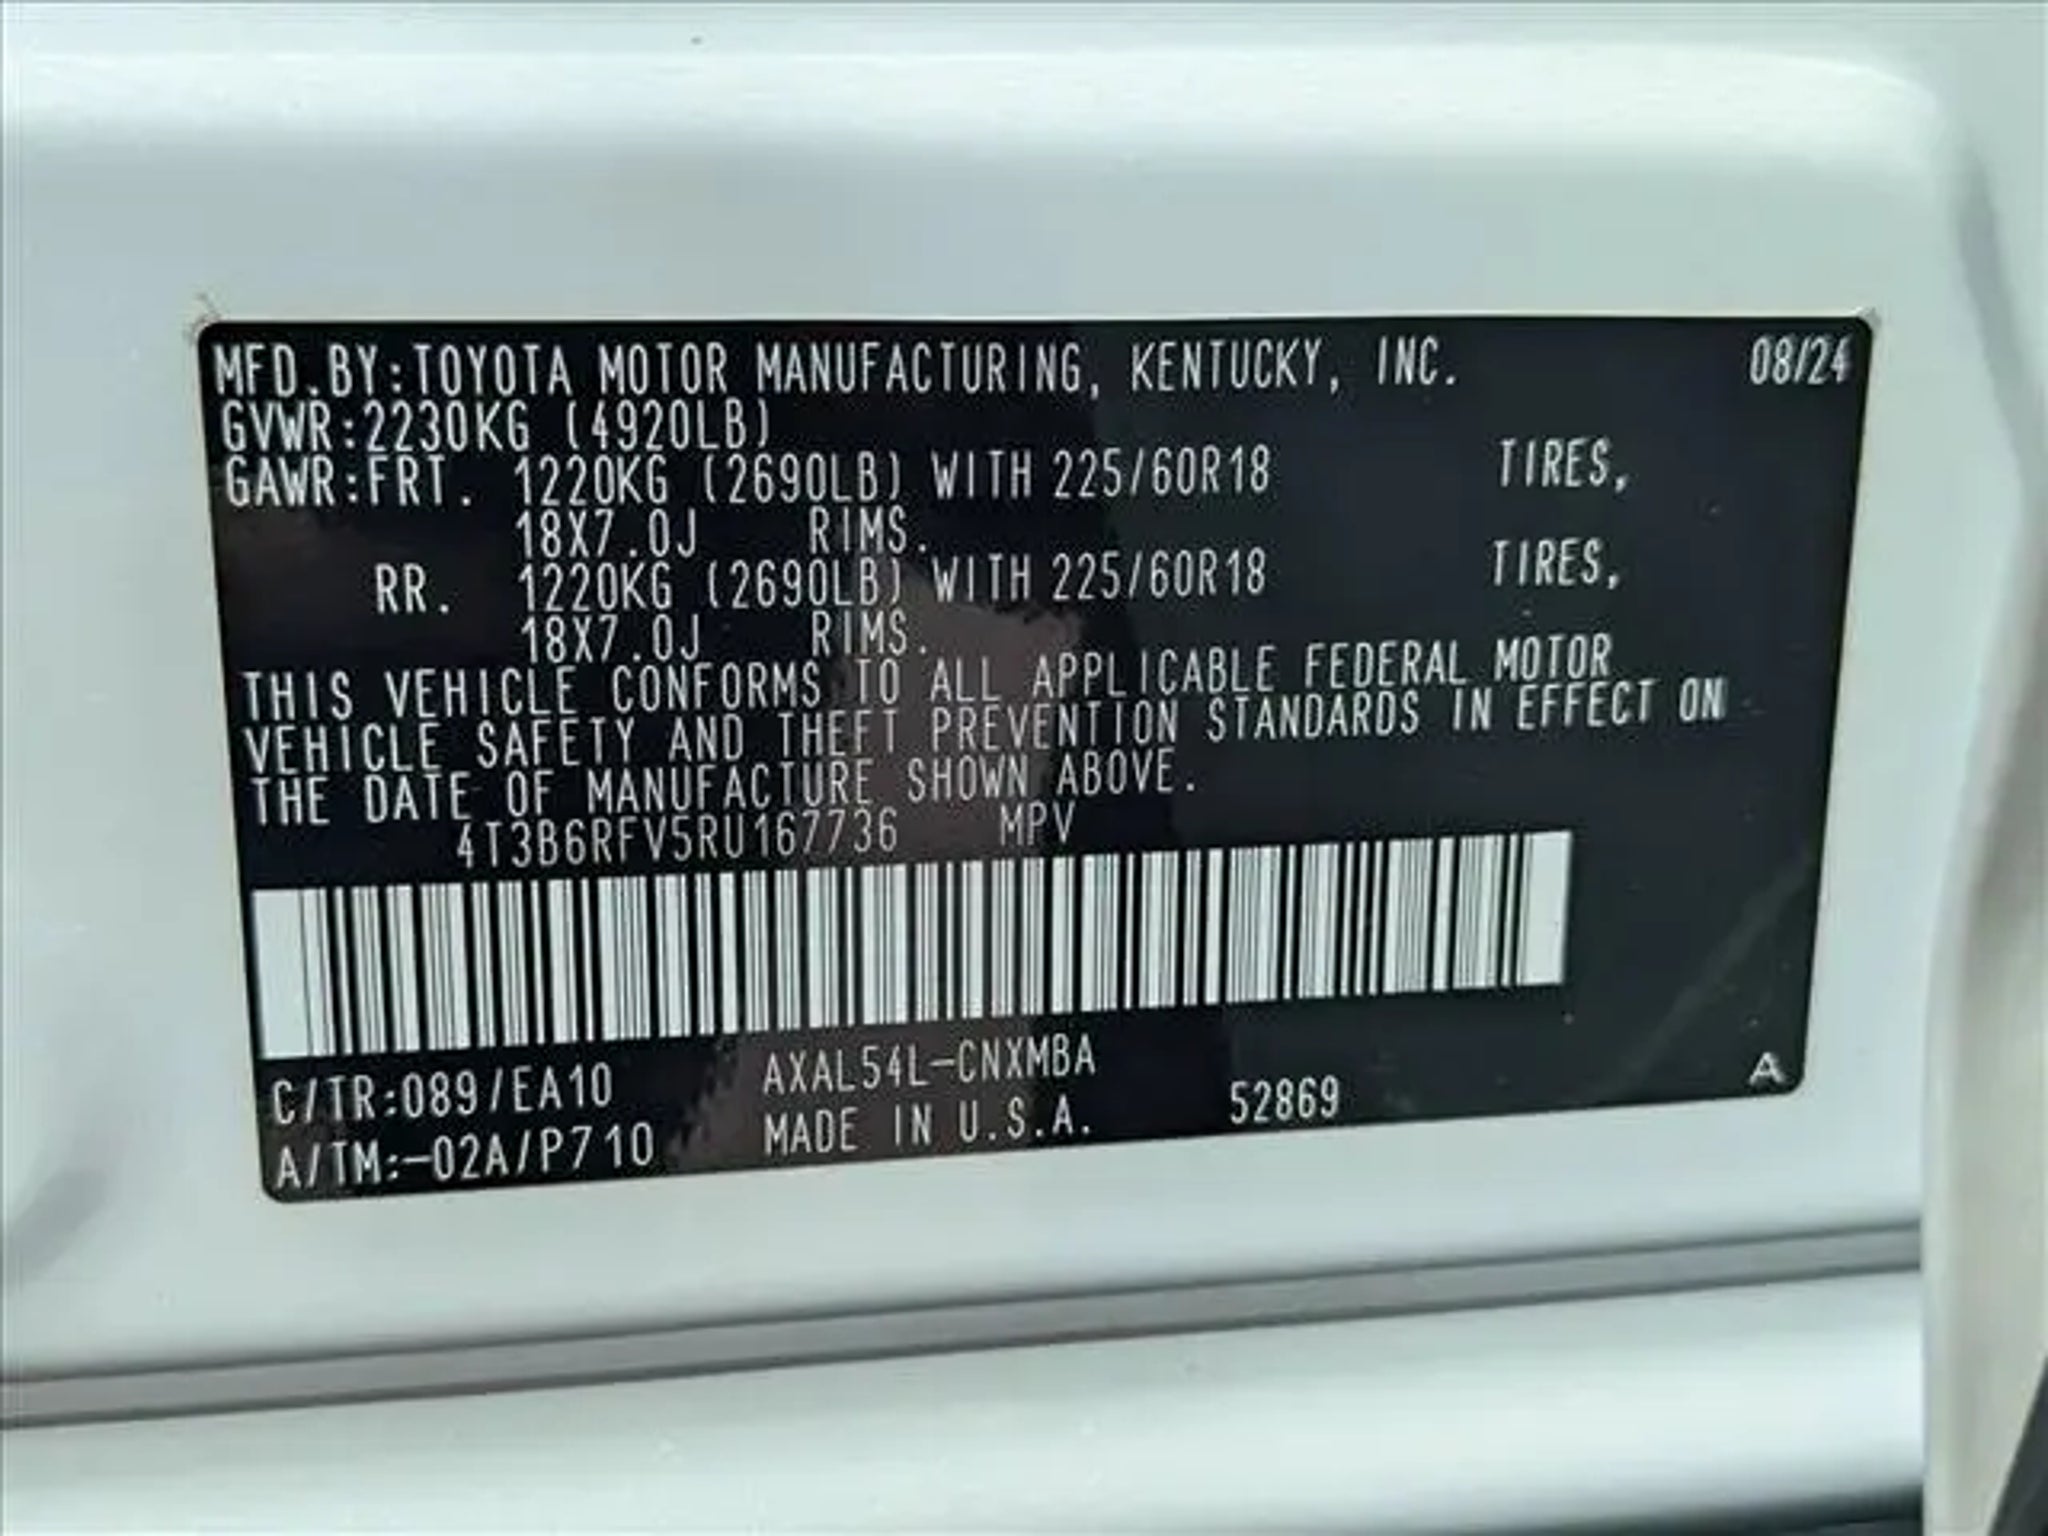 MFD.BY:TOYOTA MOTOR MANUFACTURING, KENTUCKY, INC. 08/24
GVWR:2230KG (4920LB)
GAWR:FRT. 1220KG (2690LB) WITH 225/60R18 TIRES,
18X7.0J RIMS.
RR. 1220KG (2690LB) WITH 225/60R18 TIRES,
18X7.0J RIMS.
THIS VEHICLE CONFORMS TO ALL APPLICABLE FEDERAL MOTOR
VEHICLE SAFETY AND THEFT PREVENTION STANDARDS IN EFFECT ON
THE DATE OF MANUFACTURE SHOWN ABOVE.
4T3B6RFV5RU167736 MPV
C/TR:089/EA10 AXAL54L-CNXMBA
A/TM:-02A/P710 MADE IN U.S.A. 52869 A